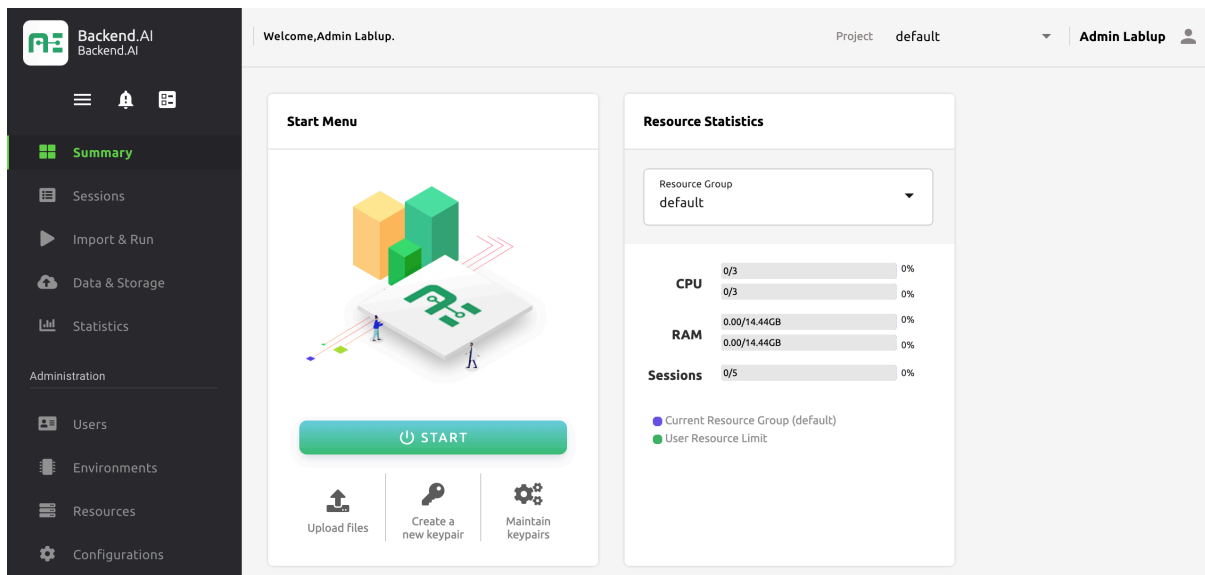 Backend.AI
Backend.AI
Welcome,Admin Lablup.
Project default
Admin Lablup
Summary
Sessions
Import & Run
Data & Storage
Statistics
Administration
Users
Environments
Resources
Configurations
Start Menu
START
Upload files
Create a
new keypair
Maintain
keypairs
Resource Statistics
Resource Group
default
CPU
0/3 0%
0/3 0%
RAM
0.00/14.44GB 0%
0.00/14.44GB 0%
Sessions 0/5 0%
Current Resource Group (default)
User Resource Limit